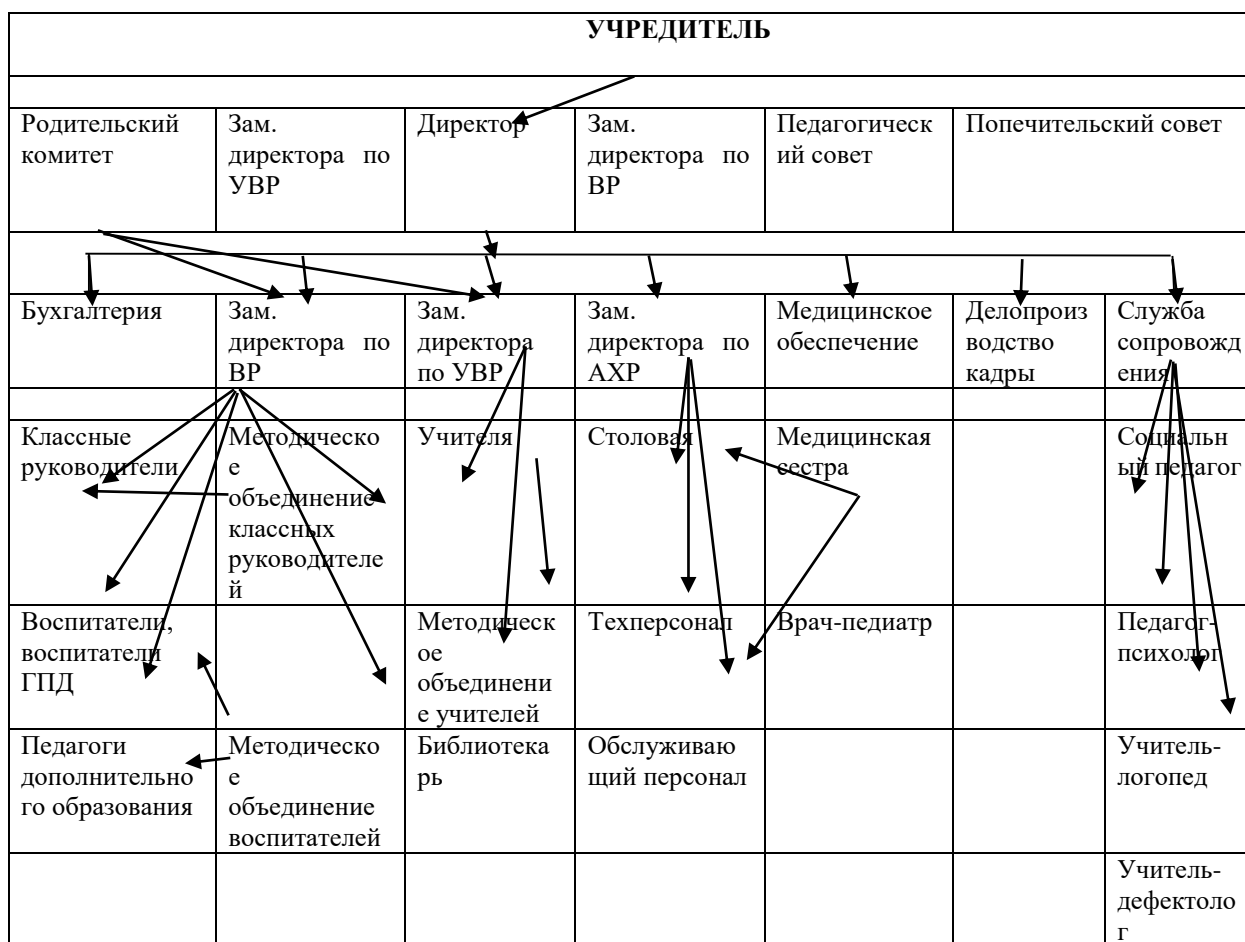 УЧРЕДИТЕЛЬ
Родительский
комитет
Зам.
директора по
УВР
Директор
Зам.
директора по
ВР
Педагогическ
ий совет
Попечительский совет
Бухгалтерия
Зам.
директора по
ВР
Зам.
директора
по УВР
Зам.
директора по
АХР
Медицинское
обеспечение
Делопроиз
водство
кадры
Служба
сопровожд
ения
Классные
руководители
Методическо
е
объединение
классных
руководителе
й
Учителя
Столовая
Медицинская
сестра
Социальн
ый педагог
Воспитатели,
воспитатели
ГПД
Методическ
ое
объединени
е учителей
Техперсонал
Врач-педиатр
Педагог-
психолог
Педагоги
дополнительно
го образования
Методическо
е
объединение
воспитателей
Библиотека
рь
Обслуживаю
щий персонал
Учитель-
логопед
Учитель-
дефектоло
г